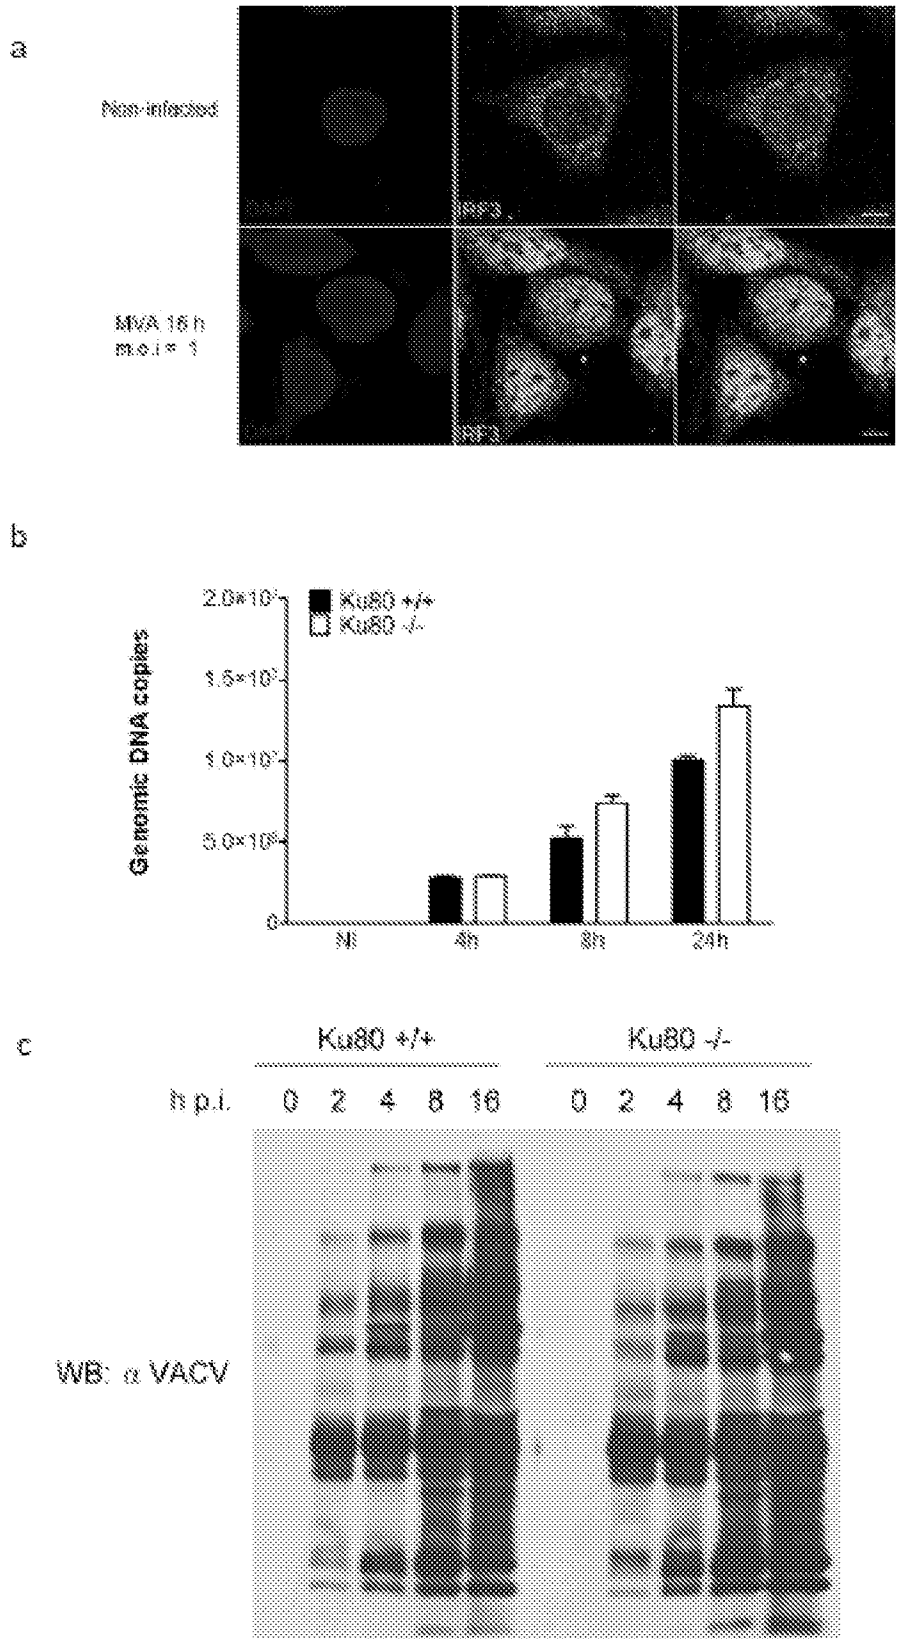 a
Non-infected
IRF3
MVA 16 h
m.o.i = 1
IRF3
b
Genomic DNA copies
Ku80 +/+
Ku80 -/-
0
NI
4h
8h
24h
c
Ku80 +/+ Ku80 -/-
h p.i. 0 2 4 8 16 0 2 4 8 16
WB: α VACV